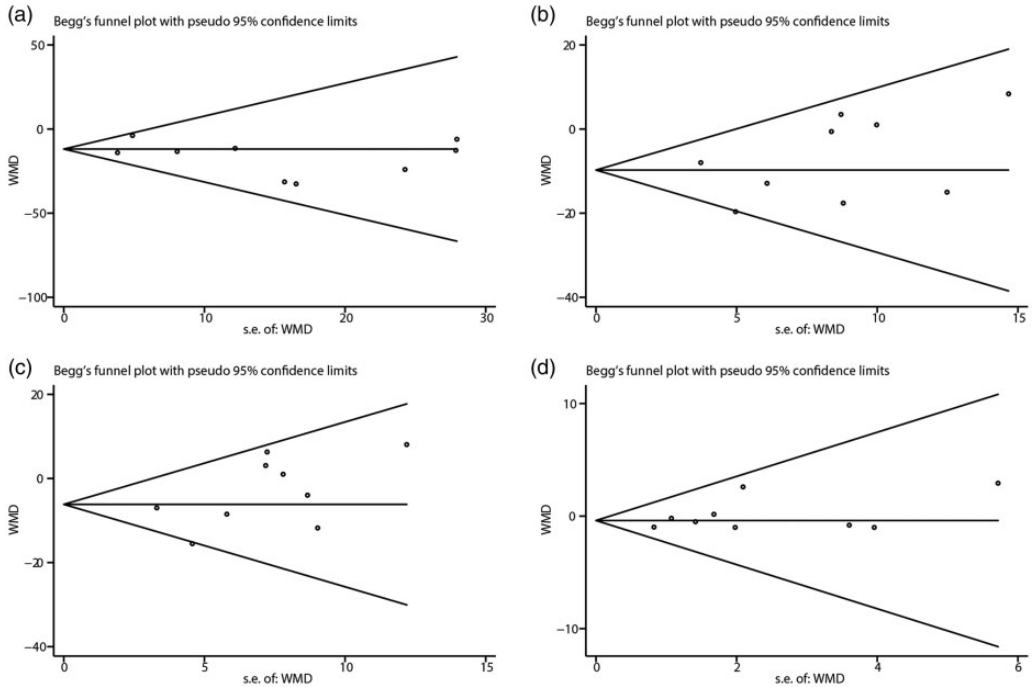 (a)
Begg's funnel plot with pseudo 95% confidence limits
50
0
−50
−100
WMD
0 10 20 30
s.e. of: WMD
(b)
Begg's funnel plot with pseudo 95% confidence limits
20
0
−20
−40
WMD
0 5 10 15
s.e. of: WMD
(c)
Begg's funnel plot with pseudo 95% confidence limits
20
0
−20
−40
WMD
0 5 10 15
s.e. of: WMD
(d)
Begg's funnel plot with pseudo 95% confidence limits
10
0
−10
WMD
0 2 4 6
s.e. of: WMD